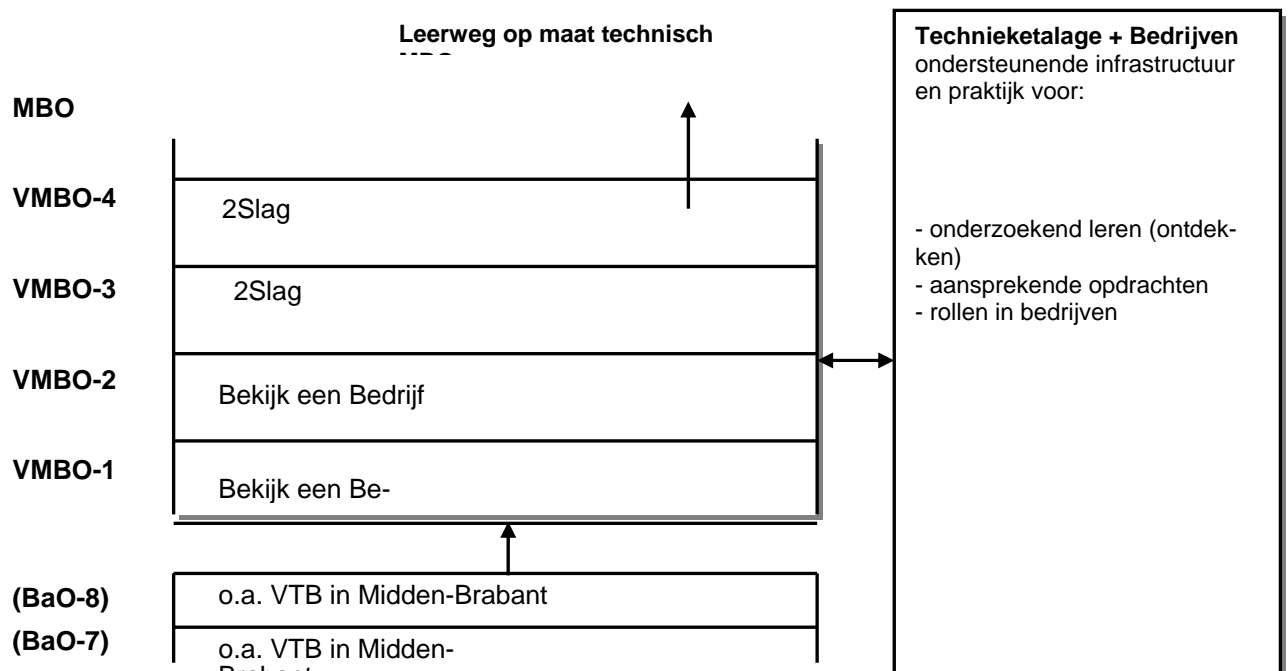 Leerweg op maat technisch
MBO
MBO
VMBO-4
2Slag
VMBO-3
2Slag
VMBO-2
Bekijk een Bedrijf
VMBO-1
Bekijk een Be-
(BaO-8)
o.a. VTB in Midden-Brabant
(BaO-7)
o.a. VTB in Midden-
Brabant
Technieketalage + Bedrijven
ondersteunende infrastructuur
en praktijk voor:
- onderzoekend leren (ontdek-
ken)
- aansprekende opdrachten
- rollen in bedrijven